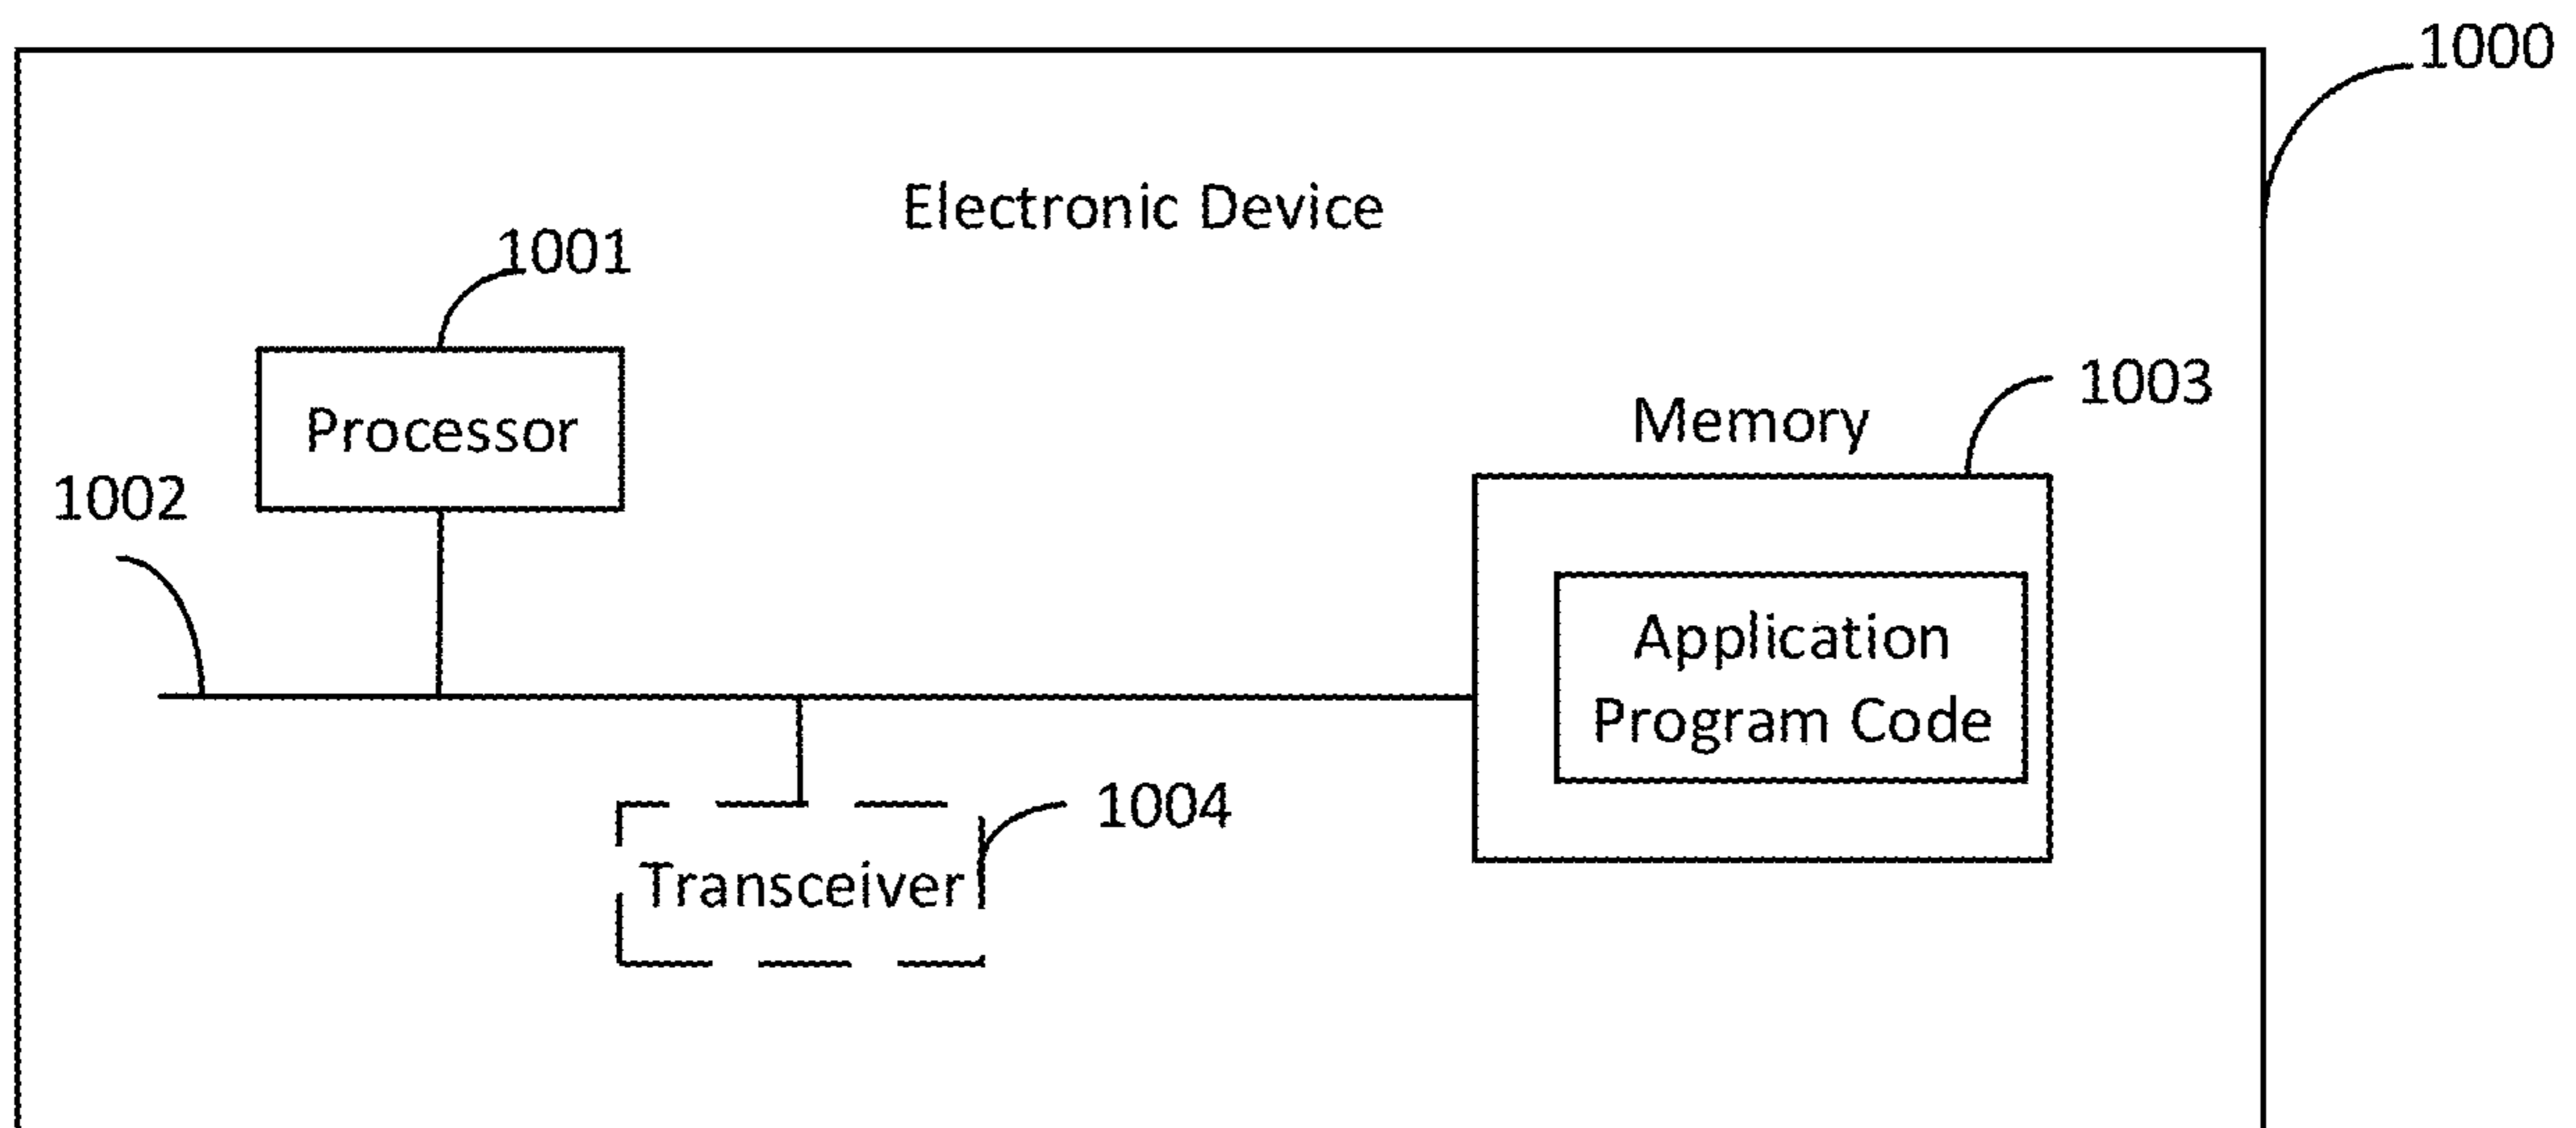 1000
Electronic Device
1001
Processor
1002
Memory
1003
Application
Program Code
1004
Transceiver